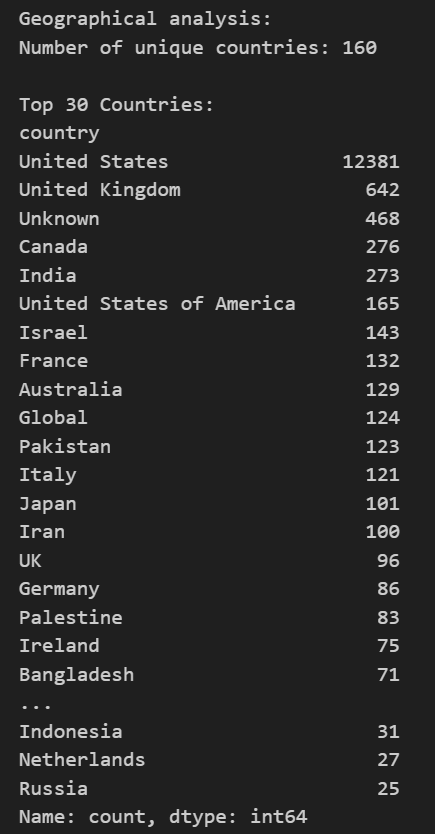 Geographical analysis:
Number of unique countries: 160
Top 30 Countries:
country
United States 12381
United Kingdom 642
Unknown 468
Canada 276
India 273
United States of America 165
Israel 143
France 132
Australia 129
Global 124
Pakistan 123
Italy 121
Japan 101
Iran 100
UK 96
Germany 86
Palestine 83
Ireland 75
Bangladesh 71
...
Indonesia 31
Netherlands 27
Russia 25
Name: count, dtype: int64